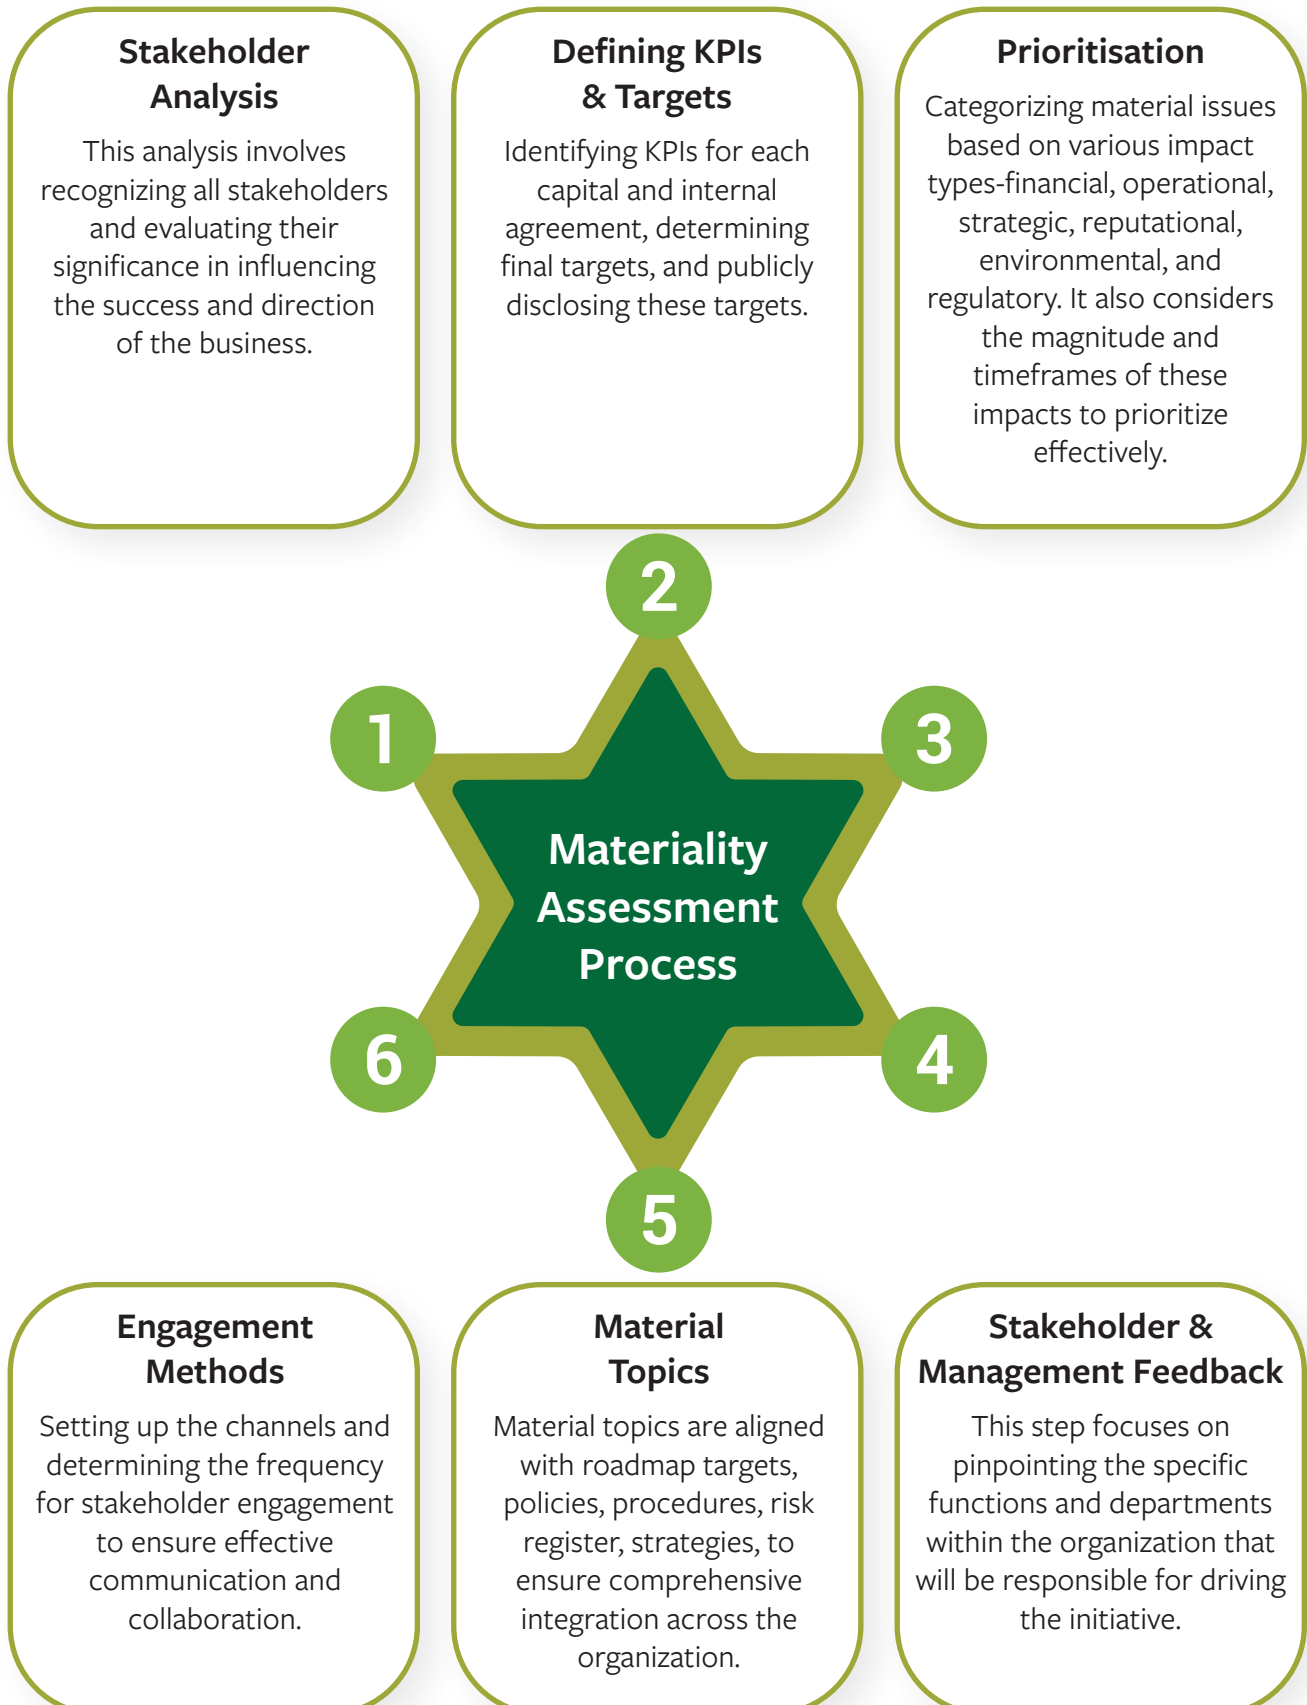 Stakeholder
Analysis
This analysis involves
recognizing all stakeholders
and evaluating their
significance in influencing
the success and direction
of the business.
Defining KPIs
& Targets
Identifying KPIs for each
capital and internal
agreement, determining
final targets, and publicly
disclosing these targets.
Prioritisation
Categorizing material issues
based on various impact
types-financial, operational,
strategic, reputational,
environmental, and
regulatory. It also considers
the magnitude and
timeframes of these
impacts to prioritize
effectively.
2
1
3
Materiality
Assessment
Process
6
4
5
Engagement
Methods
Setting up the channels and
determining the frequency
for stakeholder engagement
to ensure effective
communication and
collaboration.
Material
Topics
Material topics are aligned
with roadmap targets,
policies, procedures, risk
register, strategies, to
ensure comprehensive
integration across the
organization.
Stakeholder &
Management Feedback
This step focuses on
pinpointing the specific
functions and departments
within the organization that
will be responsible for driving
the initiative.